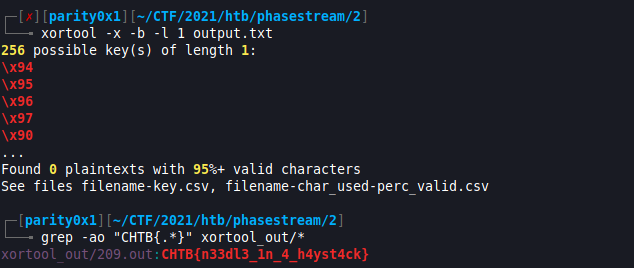 ┌─[✗][parity0x1][~/CTF/2021/htb/phasestream/2]
└──╼ xortool -x -b -l 1 output.txt
256 possible key(s) of length 1:
\x94
\x95
\x96
\x97
\x90
...
Found 0 plaintexts with 95%+ valid characters
See files filename-key.csv, filename-char_used-perc_valid.csv
┌─[parity0x1][~/CTF/2021/htb/phasestream/2]
└──╼ grep -ao "CHTB{.*}" xortool_out/*
xortool_out/209.out:CHTB{n33dl3_1n_4_h4yst4ck}